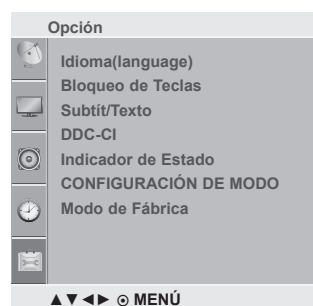 Opción
Idioma(language)
Bloqueo de Teclas
Subtít/Texto
DDC-CI
Indicador de Estado
CONFIGURACIÓN DE MODO
Modo de Fábrica
▲▼◄► ⊙ MENÚ